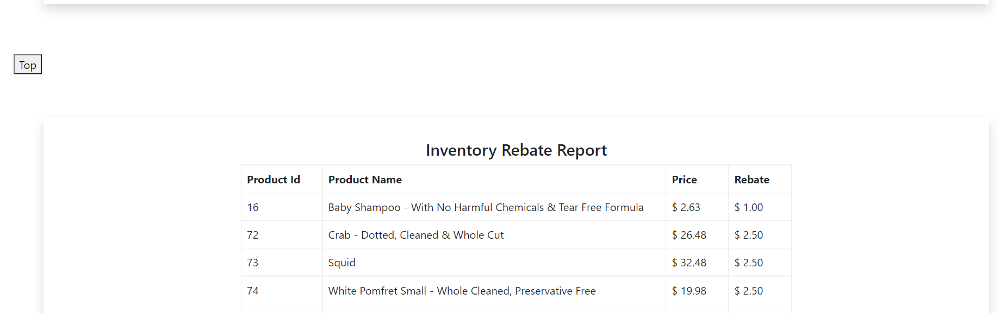 Top
Inventory Rebate Report
Product Id Product Name Price Rebate
16 Baby Shampoo - With No Harmful Chemicals & Tear Free Formula $ 2.63 $ 1.00
72 Crab - Dotted, Cleaned & Whole Cut $ 26.48 $ 2.50
73 Squid $ 32.48 $ 2.50
74 White Pomfret Small - Whole Cleaned, Preservative Free $ 19.98 $ 2.50